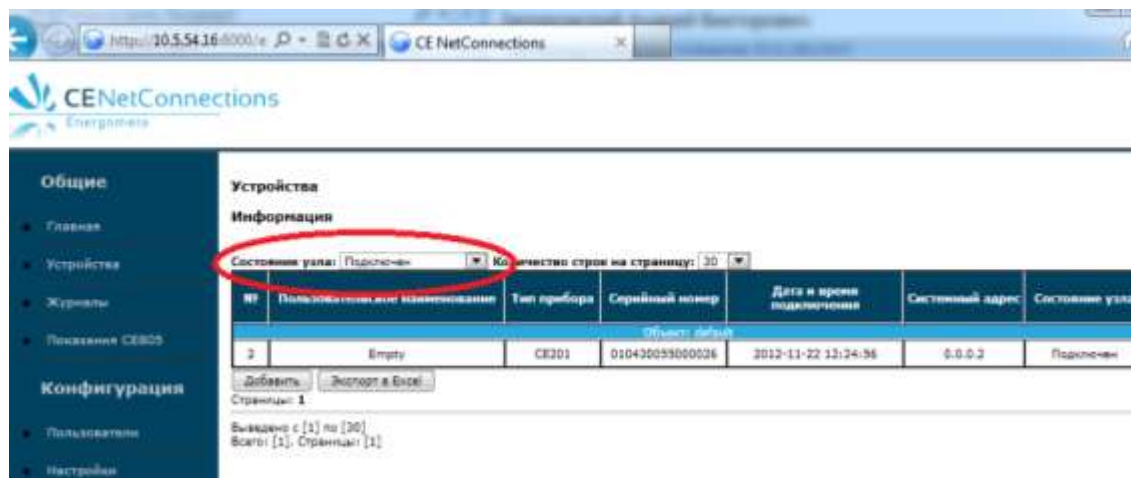 http://10.5.54.16:8000/e
CE NetConnections
CENetConnections
Energomera
Общие
Главная
Устройства
Журналы
Показания CE805
Конфигурация
Пользователи
Настройки
Устройства
Информация
Состояние узла: Подключен Количество строк на страницу: 30
№ Пользовательское наименование Тип прибора Серийный номер Дата и время подключения Системный адрес Состояние узла
Объект: default
2 Empty CE201 010430055000026 2012-11-22 12:24:56 0.0.0.2 Подключен
Добавить Экспорт в Excel
Страницы: 1
Выведено с [1] по [30]
Всего: [1]. Страницы: [1]